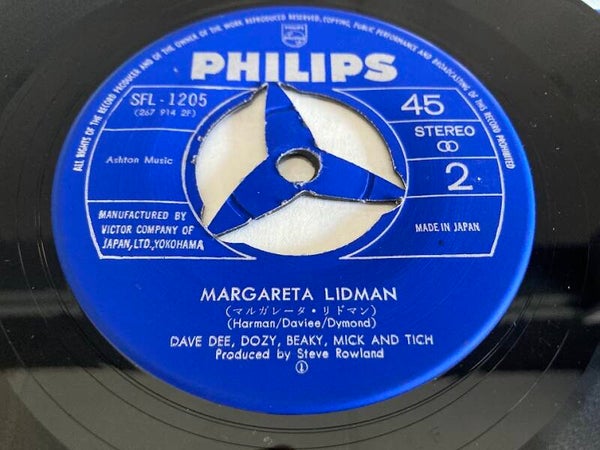 ALL RIGHTS OF THE RECORD PRODUCER AND OF THE OWNER OF THE WORK REPRODUCED RESERVED. COPYING, PUBLIC PERFORMANCE AND BROADCASTING OF THIS RECORD PROHIBITED
PHILIPS
PHILIPS
SFL-1205
(267 914 2F)
45
STEREO
2
Ashton Music
MANUFACTURED BY
VICTOR COMPANY OF
JAPAN, LTD., YOKOHAMA
MADE IN JAPAN
MARGARETA LIDMAN
(マルガレータ・リドマン)
(Harman/Daviee/Dymond)
DAVE DEE, DOZY, BEAKY, MICK AND TICH
Produced by Steve Rowland
①